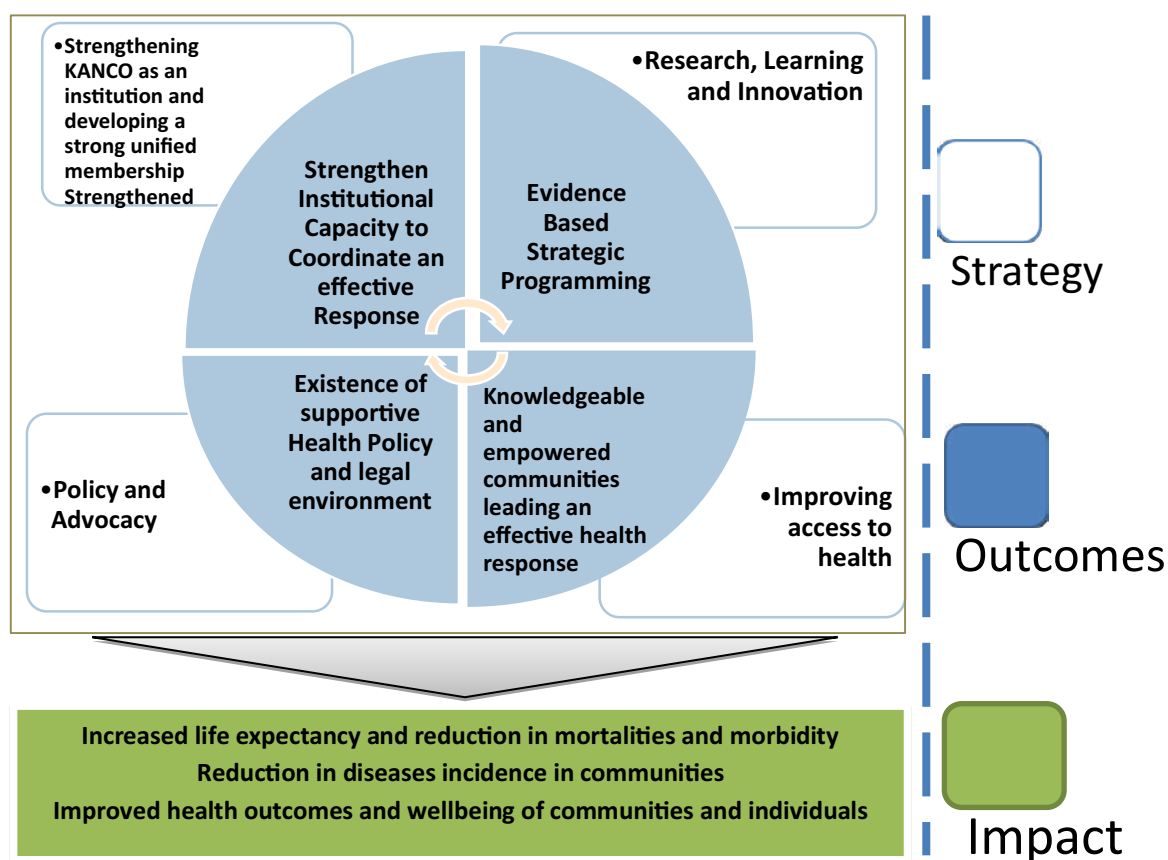 •Strengthening
KANCO as an
institution and
developing a
strong unified
membership
Strengthened
•Research, Learning
and Innovation
Strengthen
Institutional
Capacity to
Coordinate an
effective
Response
Evidence
Based
Strategic
Programming
Existence of
supportive
Health Policy
and legal
environment
Knowledgeable
and
empowered
communities
leading an
effective health
response
•Policy and
Advocacy
•Improving
access to
health
Increased life expectancy and reduction in mortalities and morbidity
Reduction in diseases incidence in communities
Improved health outcomes and wellbeing of communities and individuals
Strategy
Outcomes
Impact